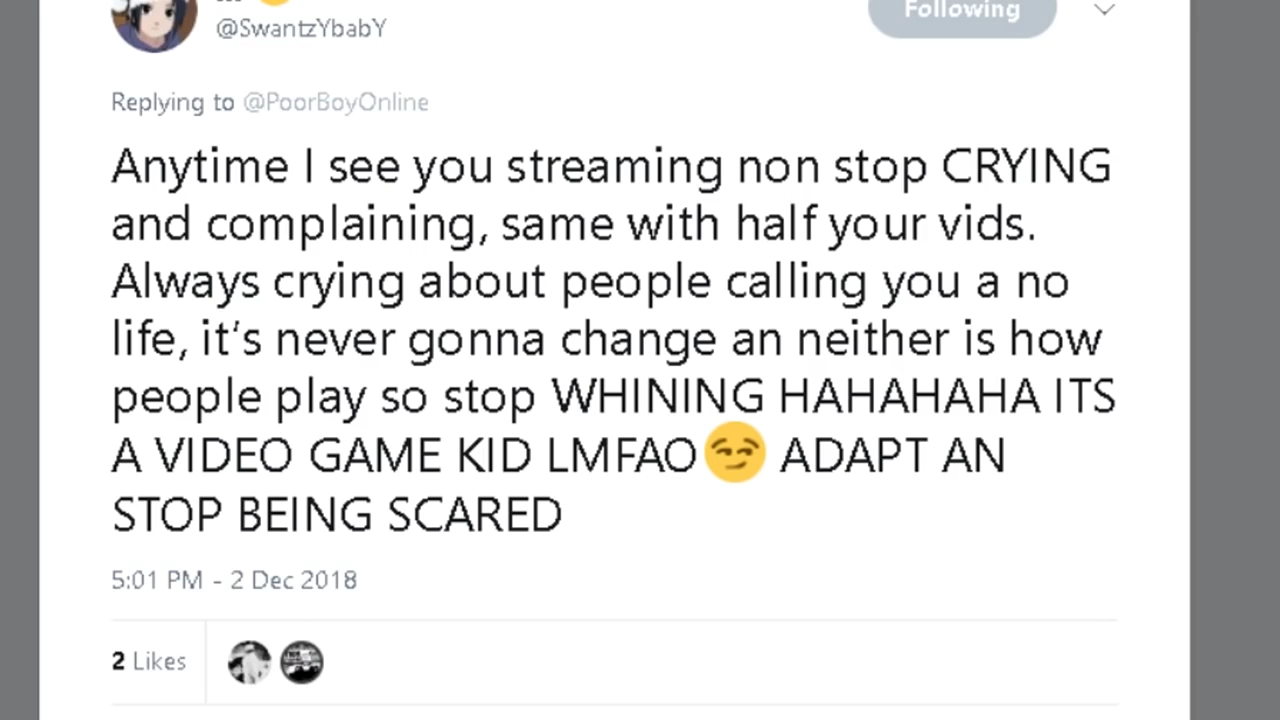 @SwantzYbabY
Following
Replying to @PoorBoyOnline
Anytime I see you streaming non stop CRYING
and complaining, same with half your vids.
Always crying about people calling you a no
life, it's never gonna change an neither is how
people play so stop WHINING HAHAHAHA ITS
A VIDEO GAME KID LMFAO😏 ADAPT AN
STOP BEING SCARED
5:01 PM - 2 Dec 2018
2 Likes